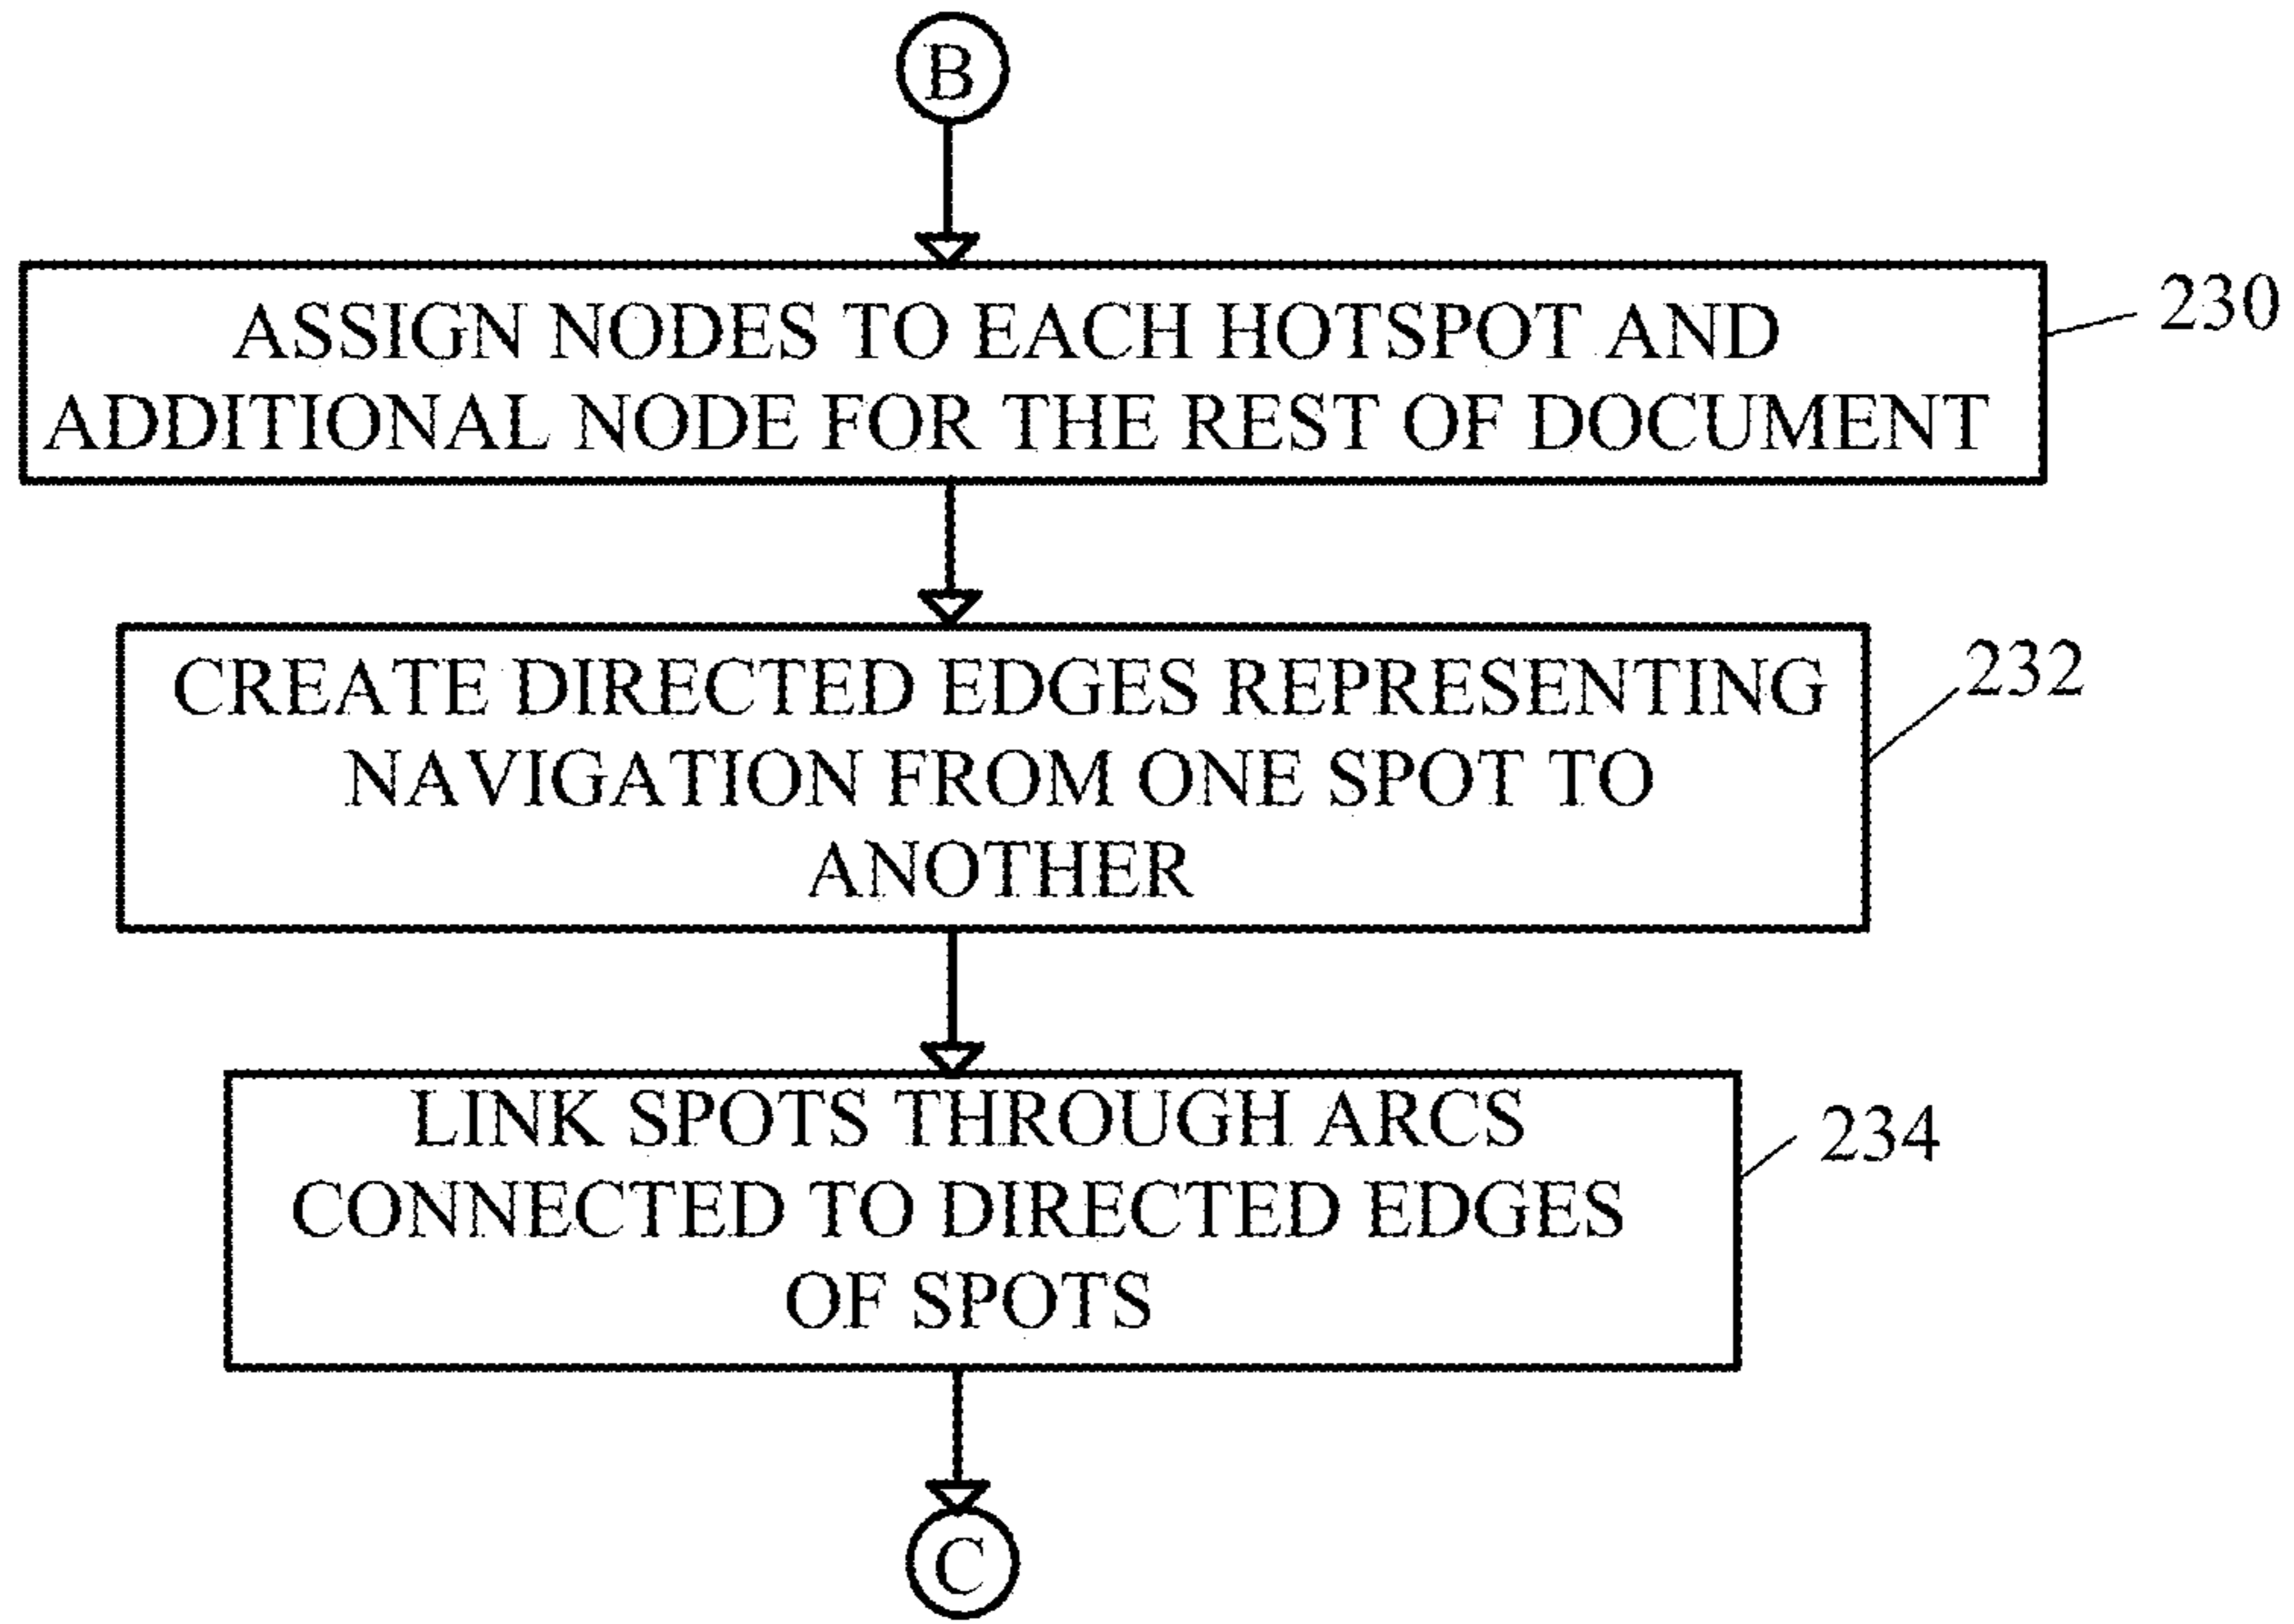 B
ASSIGN NODES TO EACH HOTSPOT AND
ADDITIONAL NODE FOR THE REST OF DOCUMENT
230
CREATE DIRECTED EDGES REPRESENTING
NAVIGATION FROM ONE SPOT TO
ANOTHER
232
LINK SPOTS THROUGH ARCS
CONNECTED TO DIRECTED EDGES
OF SPOTS
234
C